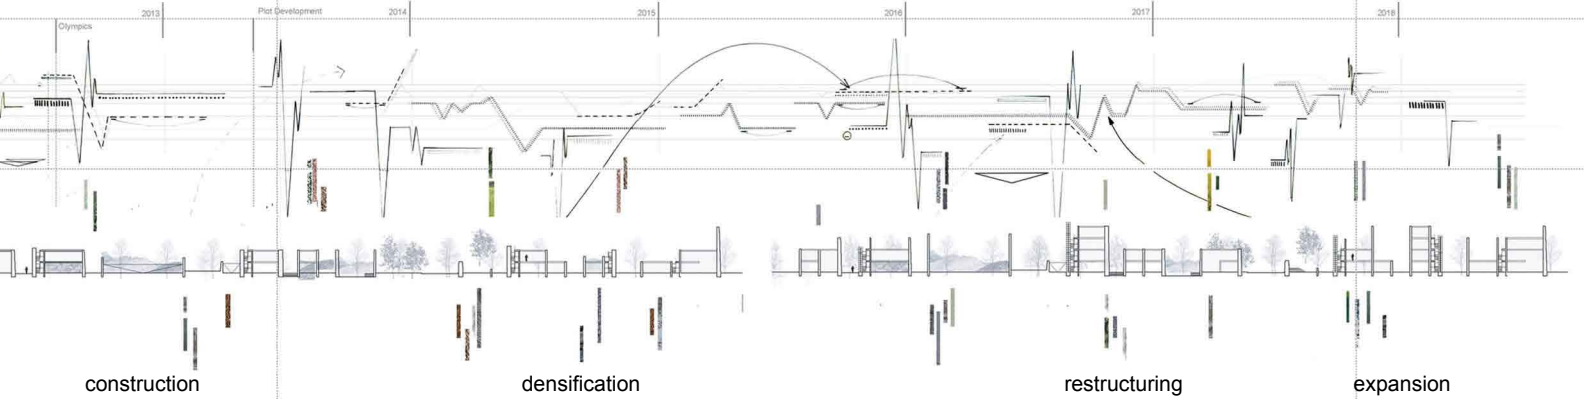 2013
Plot Development
2014
2015
2016
2017
2018
Olympics
construction
densification
restructuring
expansion